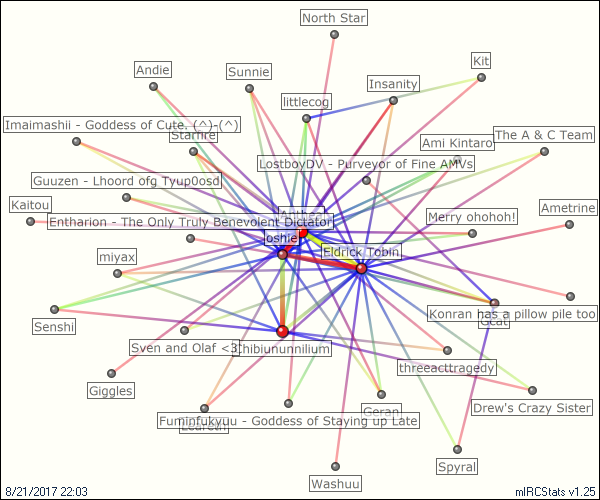 North Star
Kit
Andie
Sunnie
Insanity
littlecog
Imaimashii - Goddess of Cute. (^)-(^)
Starfire
Ami Kintaro
The A & C Team
LostboyDV - Purveyor of Fine AMVs
Guuzen - Lhoord ofg Tyup0osd
Kaitou
Entharion - The Only Truly Benevolent Dictator
Merry ohohoh!
Ametrine
oshie
Eldrick Tobin
miyax
Senshi
Konran has a pillow pile too
Gcat
Sven and Olaf <3
Chibiununnilium
threeacttragedy
Giggles
Geran
Drew's Crazy Sister
Fumipfukyuu - Goddess of Staying up Late
Spyral
Washuu
8/21/2017 22:03
mIRCStats v1.25